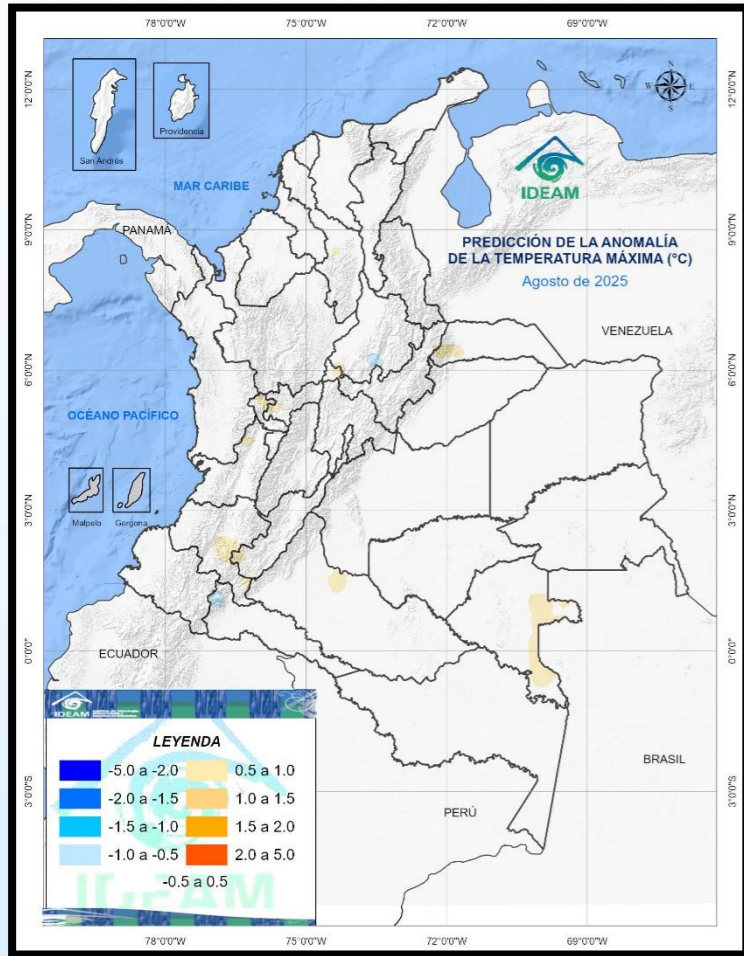 78°0'0"W 75°0'0"W 72°0'0"W 69°0'0"W
12°0'0"N
9°0'0"N
6°0'0"N
3°0'0"N
0°0'0"
3°0'0"S
San Andrés
Providencia
N
W E
S
MAR CARIBE
IDEAM
PANAMÁ
PREDICCIÓN DE LA ANOMALÍA
DE LA TEMPERATURA MÁXIMA (°C)
Agosto de 2025
VENEZUELA
OCÉANO PACÍFICO
Malpelo
Gorgona
ECUADOR
BRASIL
PERÚ
IDEAM
LEYENDA
-5.0 a -2.0 0.5 a 1.0
-2.0 a -1.5 1.0 a 1.5
-1.5 a -1.0 1.5 a 2.0
-1.0 a -0.5 2.0 a 5.0
-0.5 a 0.5
IDEAM
12°0'0"N
9°0'0"N
6°0'0"N
3°0'0"N
0°0'0"
3°0'0"S
78°0'0"W 75°0'0"W 72°0'0"W 69°0'0"W